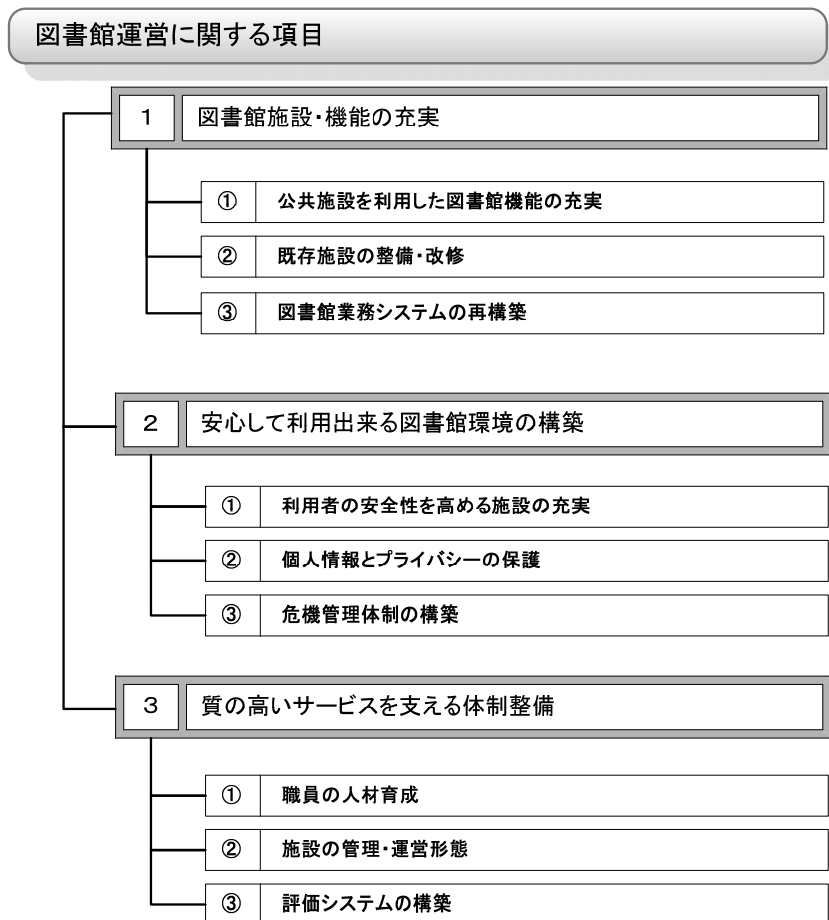 図書館運営に関する項目
1 図書館施設・機能の充実
① 公共施設を利用した図書館機能の充実
② 既存施設の整備・改修
③ 図書館業務システムの再構築
2 安心して利用出来る図書館環境の構築
① 利用者の安全性を高める施設の充実
② 個人情報とプライバシーの保護
③ 危機管理体制の構築
3 質の高いサービスを支える体制整備
① 職員の人材育成
② 施設の管理・運営形態
③ 評価システムの構築